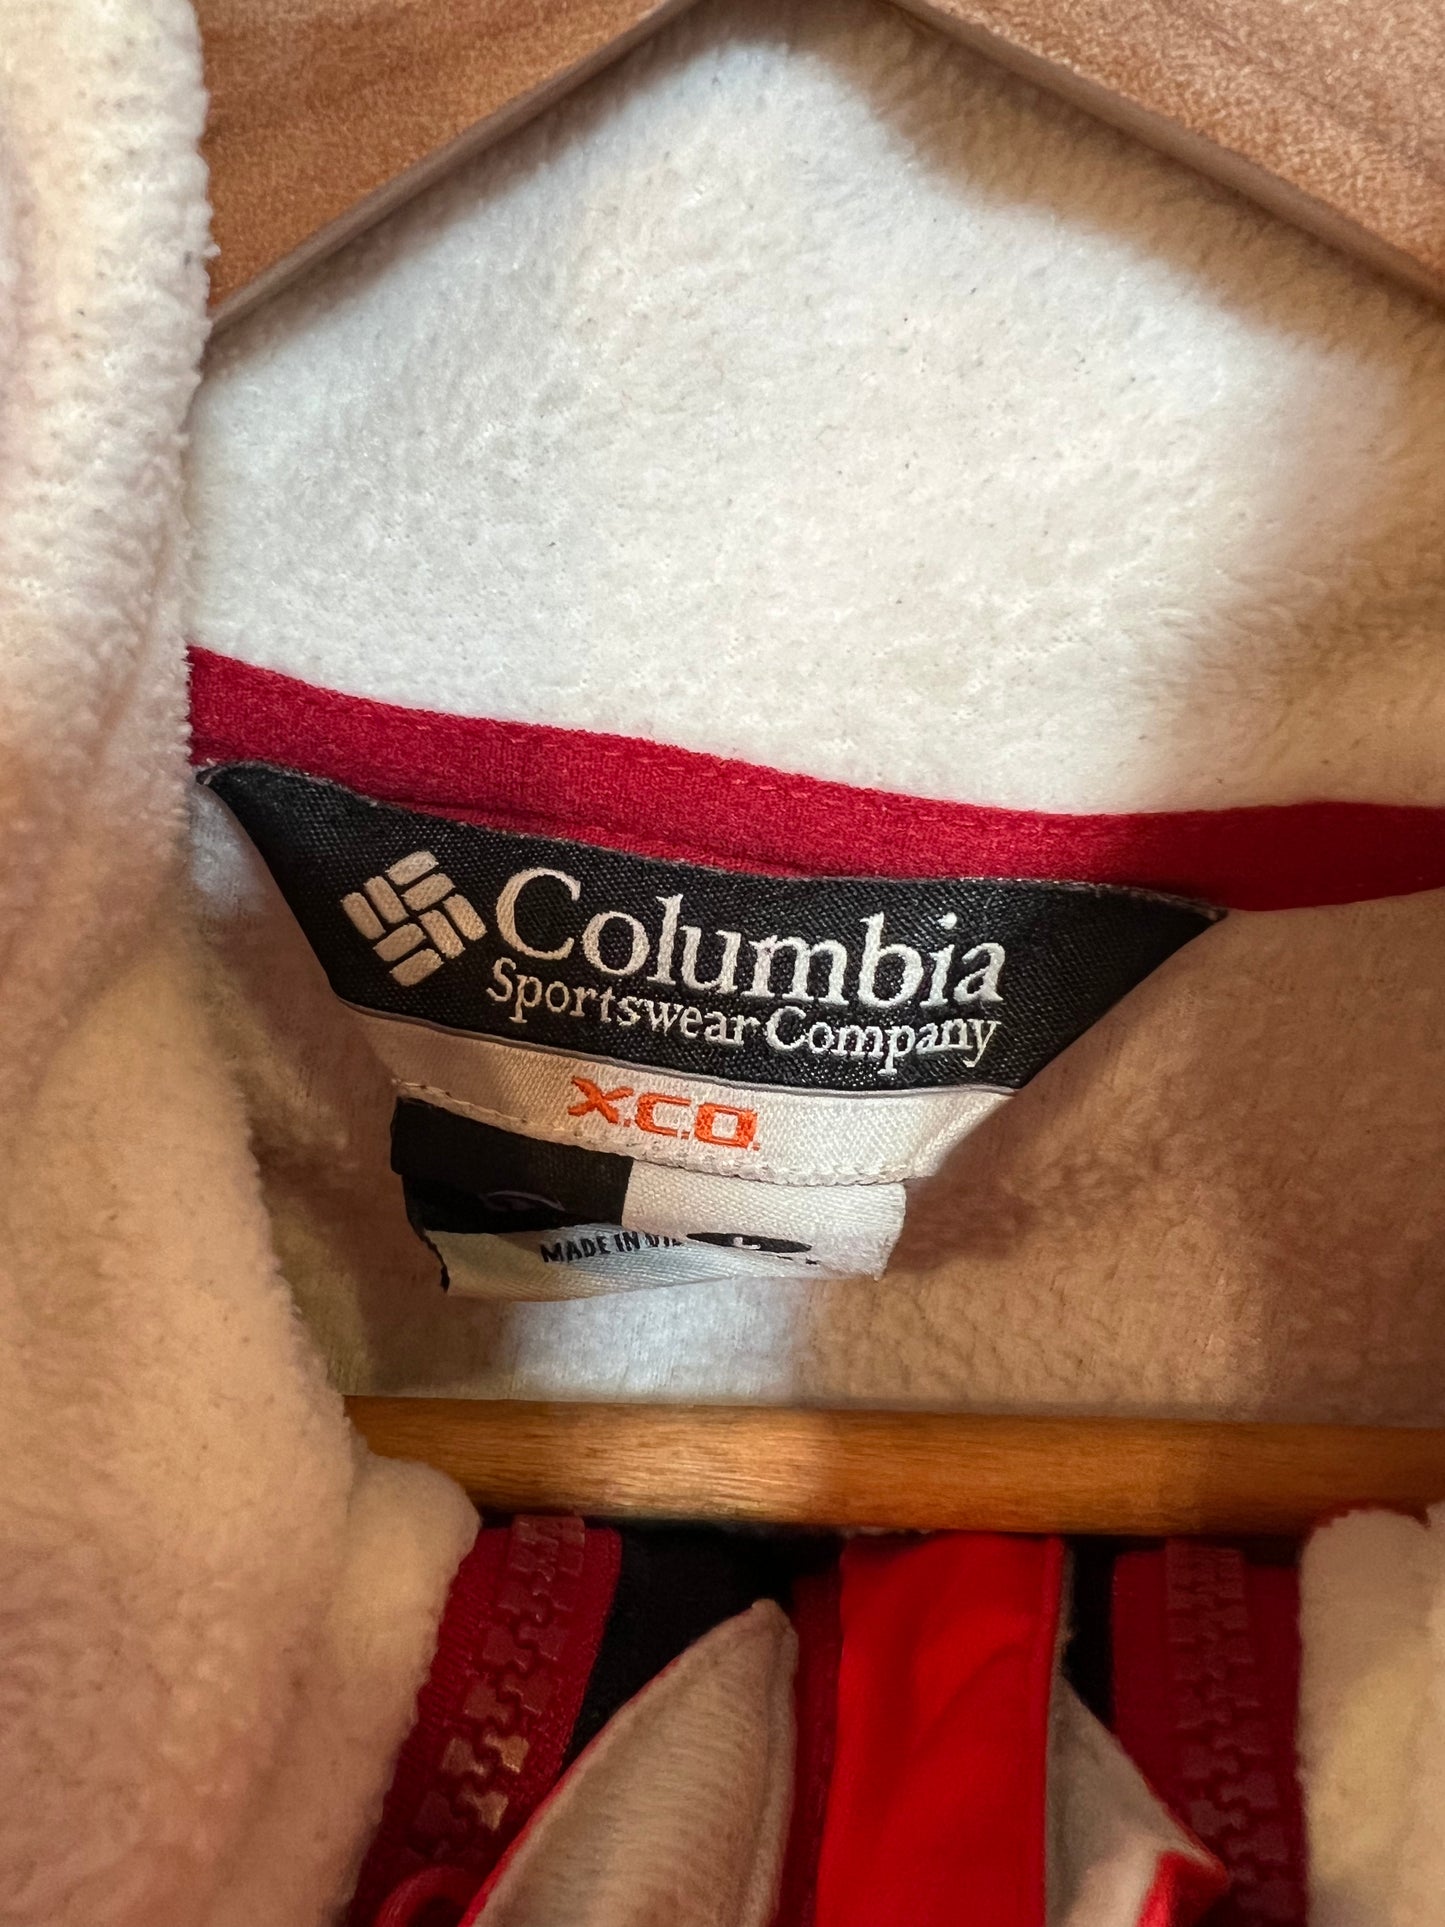 Columbia
Sportswear Company
X.C.O.
L
MADE IN